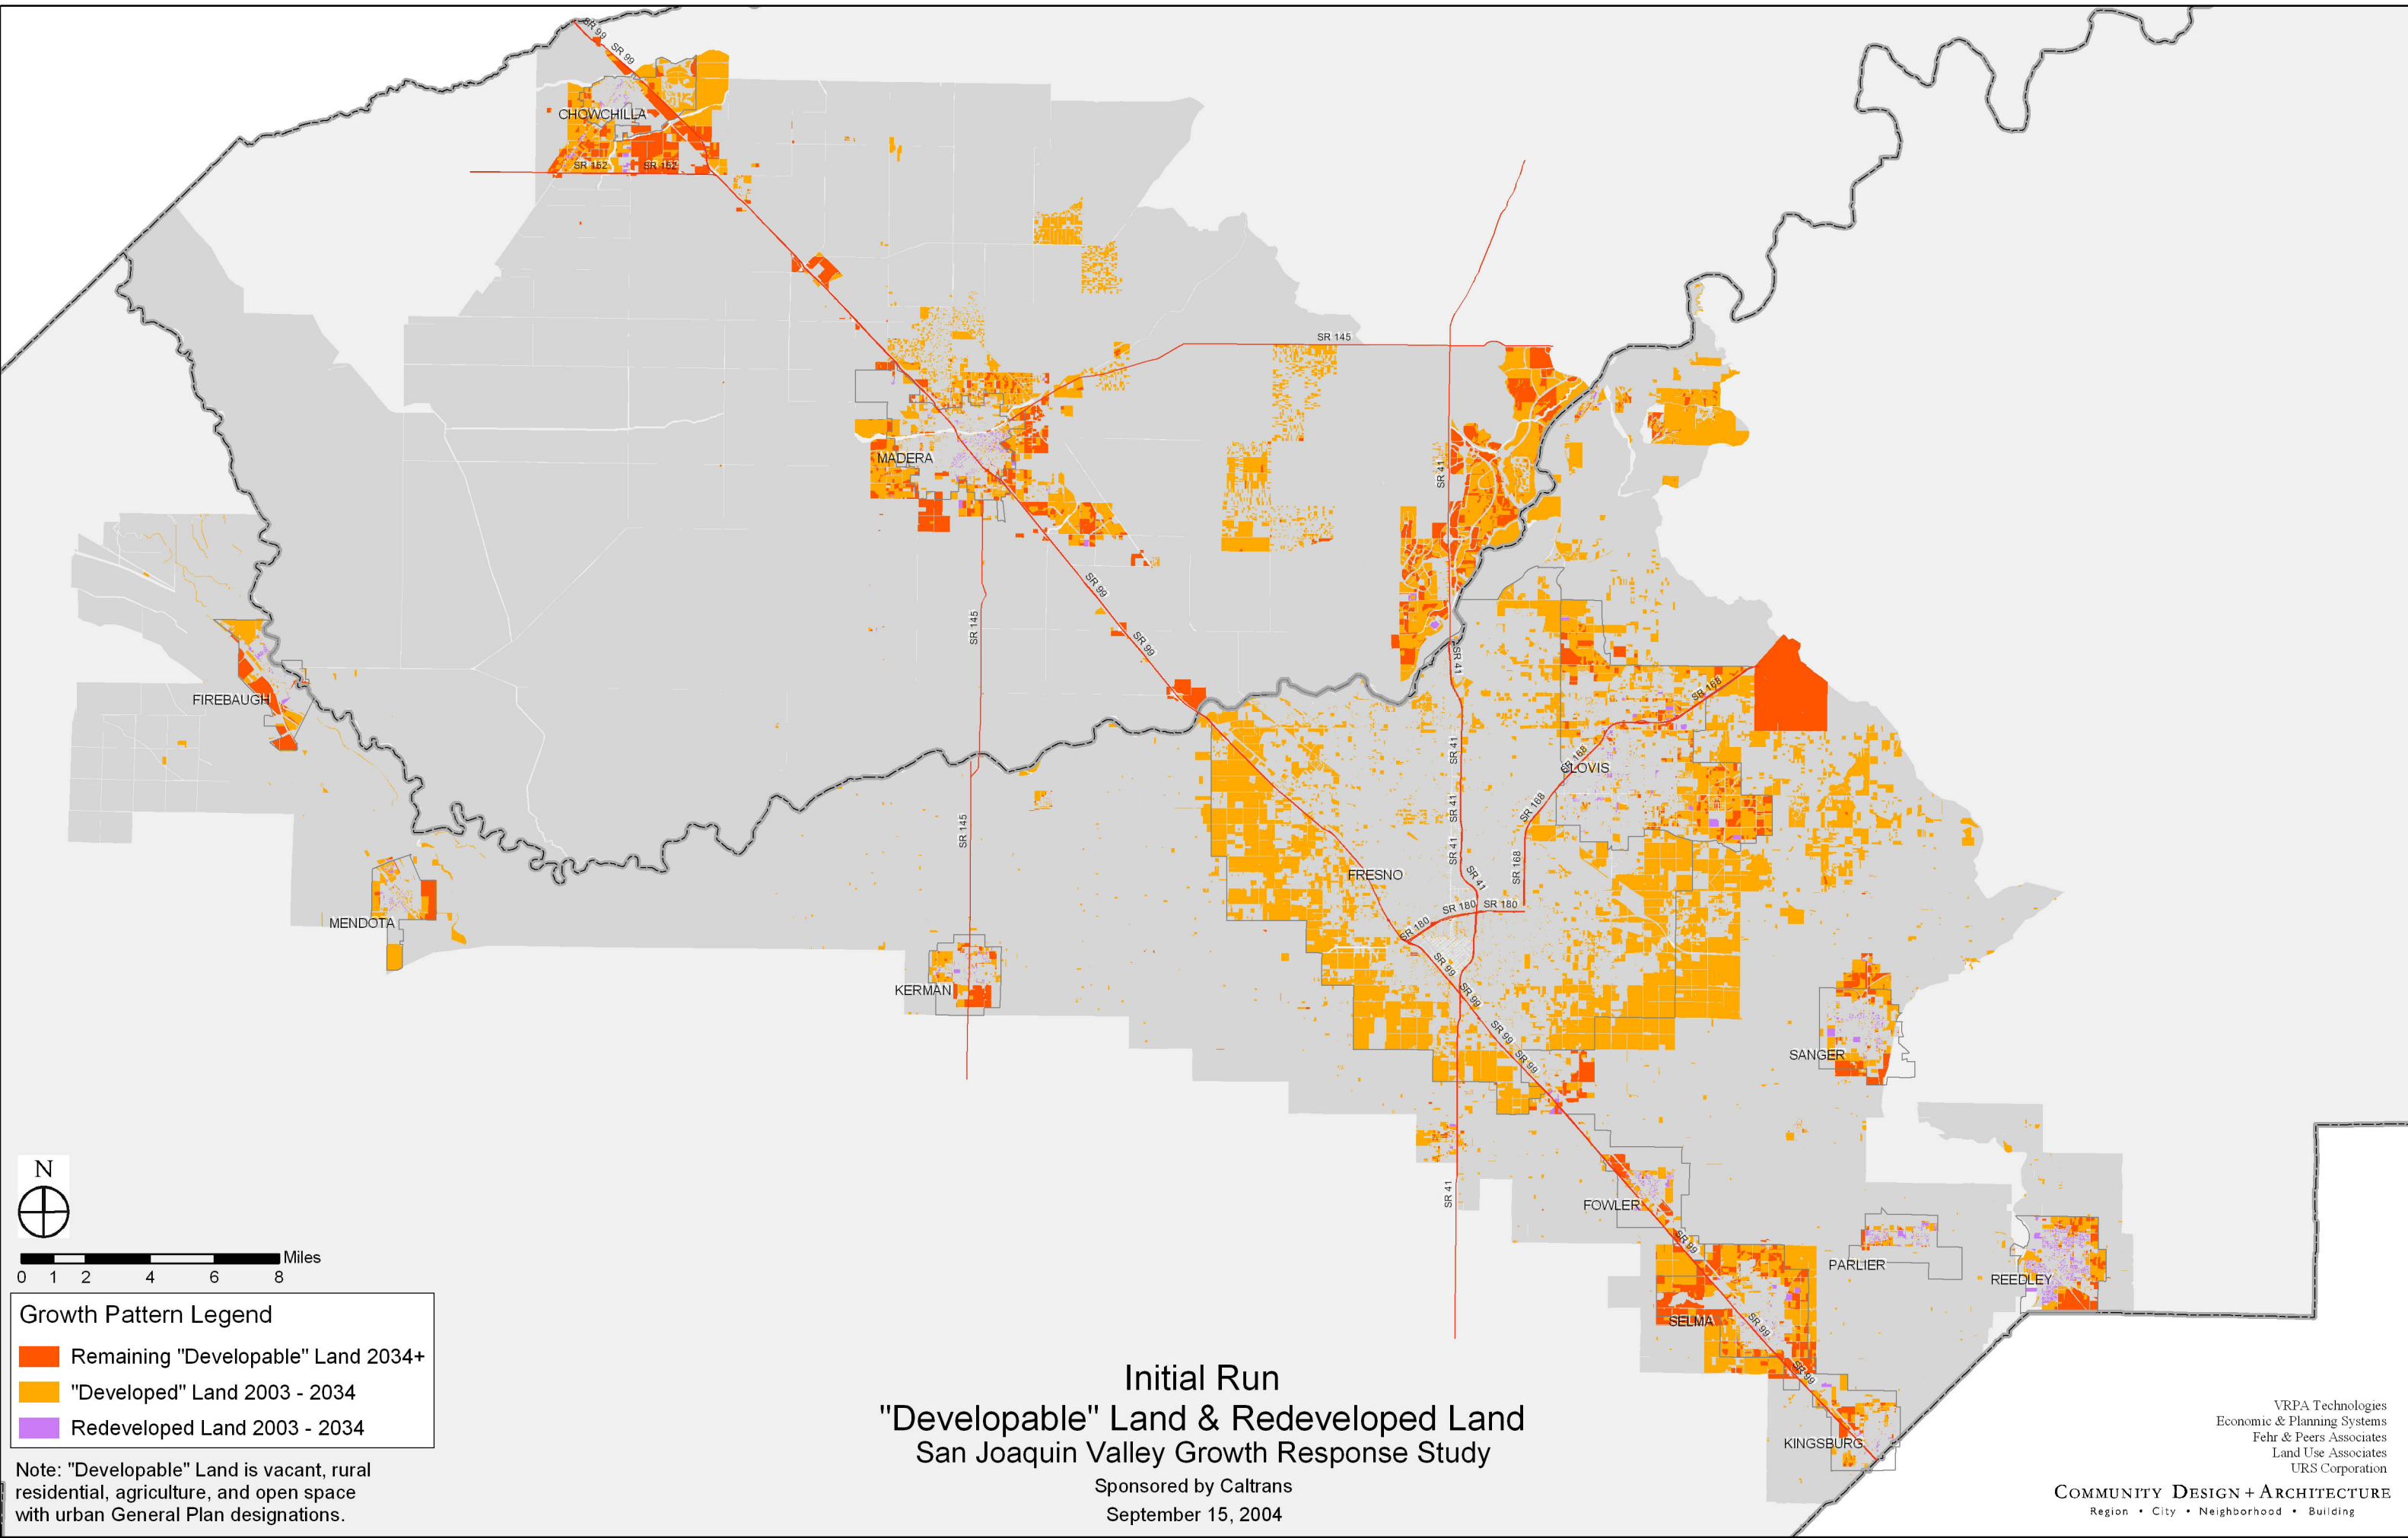 SR 99
SR 99
CHOWCHILLA
SR 152
SR 152
SR 145
SR 41
MADERA
SR 99
SR 145
SR 99
SR 41
SR 168
FIREBAUGH
SR 41
SR 168
CLOVIS
SR 145
SR 41
SR 168
SR 41
SR 168
FRESNO
SR 41
MENDOTA
SR 180
SR 180
SR 180
SR 99
KERMAN
SR 99
SR 99
SR 99
SANGER
SR 41
FOWLER
SR 99
PARLIER
REEDLEY
SELMA
SR 99
SR 99
KINGSBURG
N
Miles
0 1 2 4 6 8
Growth Pattern Legend
Remaining "Developable" Land 2034+
"Developed" Land 2003 - 2034
Redeveloped Land 2003 - 2034
Note: "Developable" Land is vacant, rural
residential, agriculture, and open space
with urban General Plan designations.
Initial Run
"Developable" Land & Redeveloped Land
San Joaquin Valley Growth Response Study
Sponsored by Caltrans
September 15, 2004
VRPA Technologies
Economic & Planning Systems
Fehr & Peers Associates
Land Use Associates
URS Corporation
COMMUNITY DESIGN + ARCHITECTURE
Region • City • Neighborhood • Building